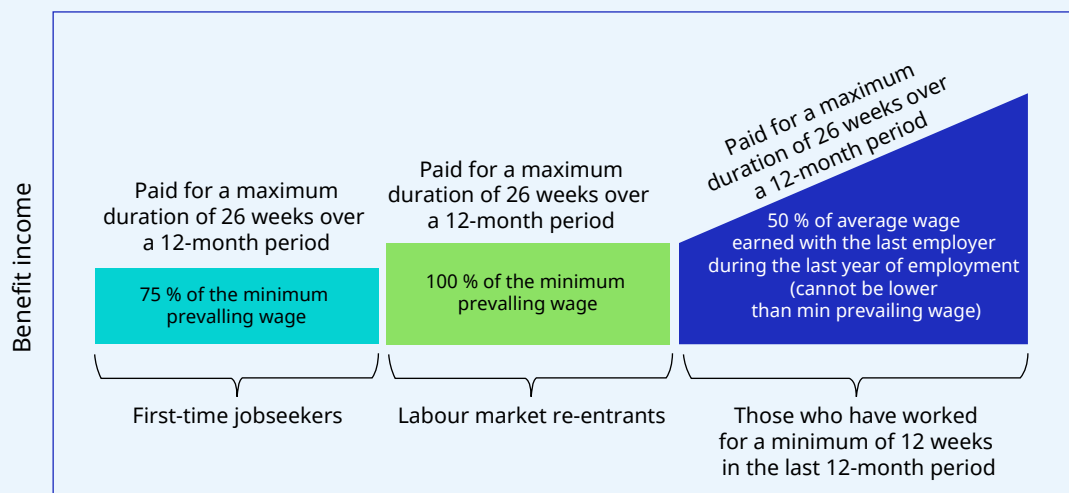 Benefit income
Paid for a maximum
duration of 26 weeks over
a 12-month period
75 % of the minimum
prevalling wage
First-time jobseekers
Paid for a maximum
duration of 26 weeks over
a 12-month period
100 % of the minimum
prevalling wage
Labour market re-entrants
Paid for a maximum
duration of 26 weeks over
a 12-month period
50 % of average wage
earned with the last employer
during the last year of employment
(cannot be lower
than min prevailing wage)
Those who have worked
for a minimum of 12 weeks
in the last 12-month period